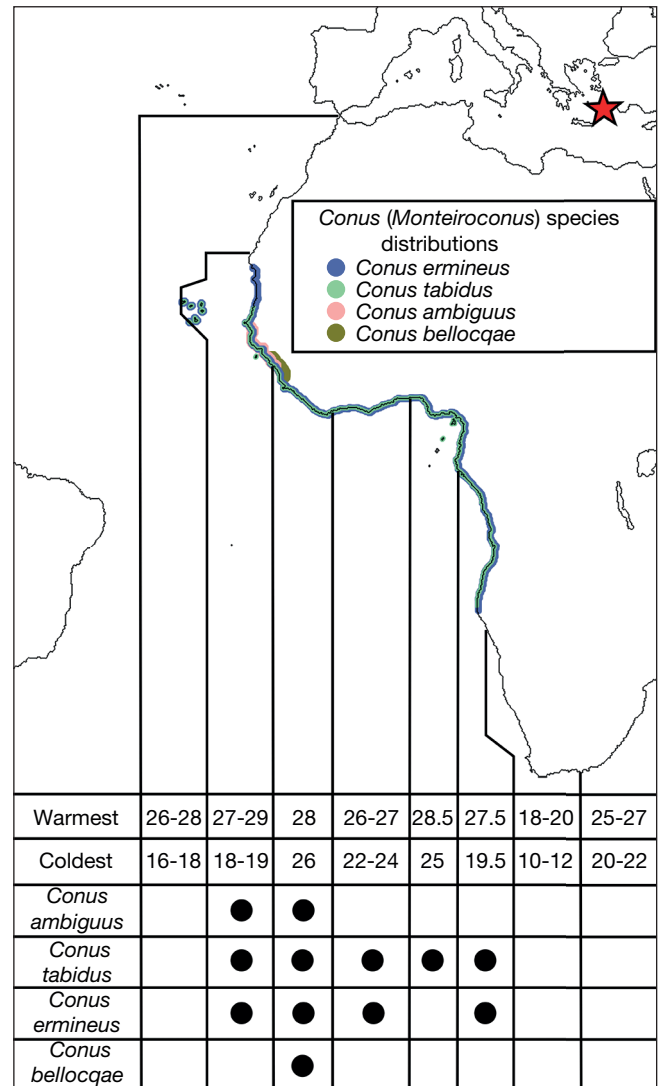 Conus (Monteiroconus) species
distributions
Conus ermineus
Conus tabidus
Conus ambiguus
Conus bellocqae
Warmest 26-28 27-29 28 26-27 28.5 27.5 18-20 25-27
Coldest 16-18 18-19 26 22-24 25 19.5 10-12 20-22
Conus
ambiguus
Conus
tabidus
Conus
ermineus
Conus
bellocqae